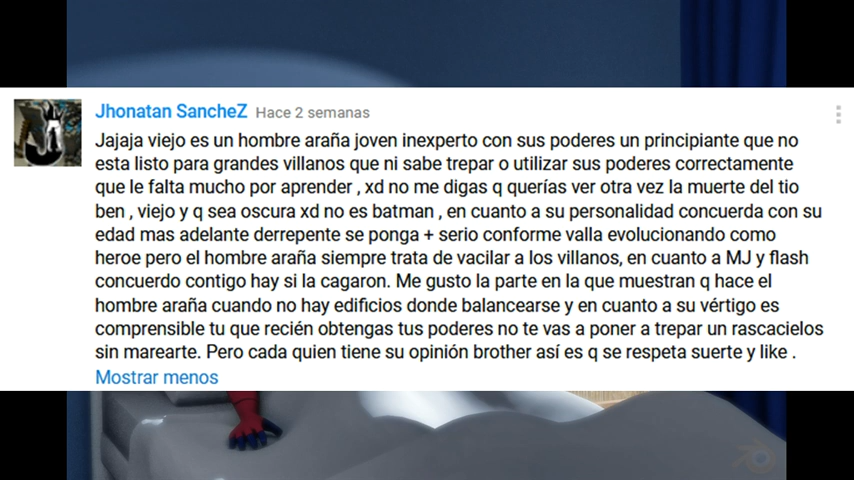 Jhonatan SancheZ Hace 2 semanas
Jajaja viejo es un hombre araña joven inexperto con sus poderes un principiante que no
esta listo para grandes villanos que ni sabe trepar o utilizar sus poderes correctamente
que le falta mucho por aprender , xd no me digas q querías ver otra vez la muerte del tio
ben , viejo y q sea oscura xd no es batman , en cuanto a su personalidad concuerda con su
edad mas adelante derrepente se ponga + serio conforme valla evolucionando como
heroe pero el hombre araña siempre trata de vacilar a los villanos, en cuanto a MJ y flash
concuerdo contigo hay si la cagaron. Me gusto la parte en la que muestran q hace el
hombre araña cuando no hay edificios donde balancearse y en cuanto a su vértigo es
comprensible tu que recién obtengas tus poderes no te vas a poner a trepar un rascacielos
sin marearte. Pero cada quien tiene su opinión brother así es q se respeta suerte y like .
Mostrar menos